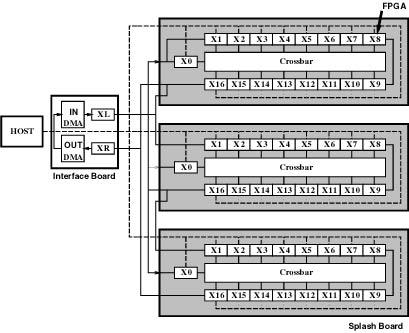 FPGA
X1 X2 X3 X4 X5 X6 X7 X8
X0 Crossbar
X16 X15 X14 X13 X12 X11 X10 X9
HOST
IN
DMA
XL
OUT
DMA
XR
Interface Board
X1 X2 X3 X4 X5 X6 X7 X8
X0 Crossbar
X16 X15 X14 X13 X12 X11 X10 X9
X1 X2 X3 X4 X5 X6 X7 X8
X0 Crossbar
X16 X15 X14 X13 X12 X11 X10 X9
Splash Board